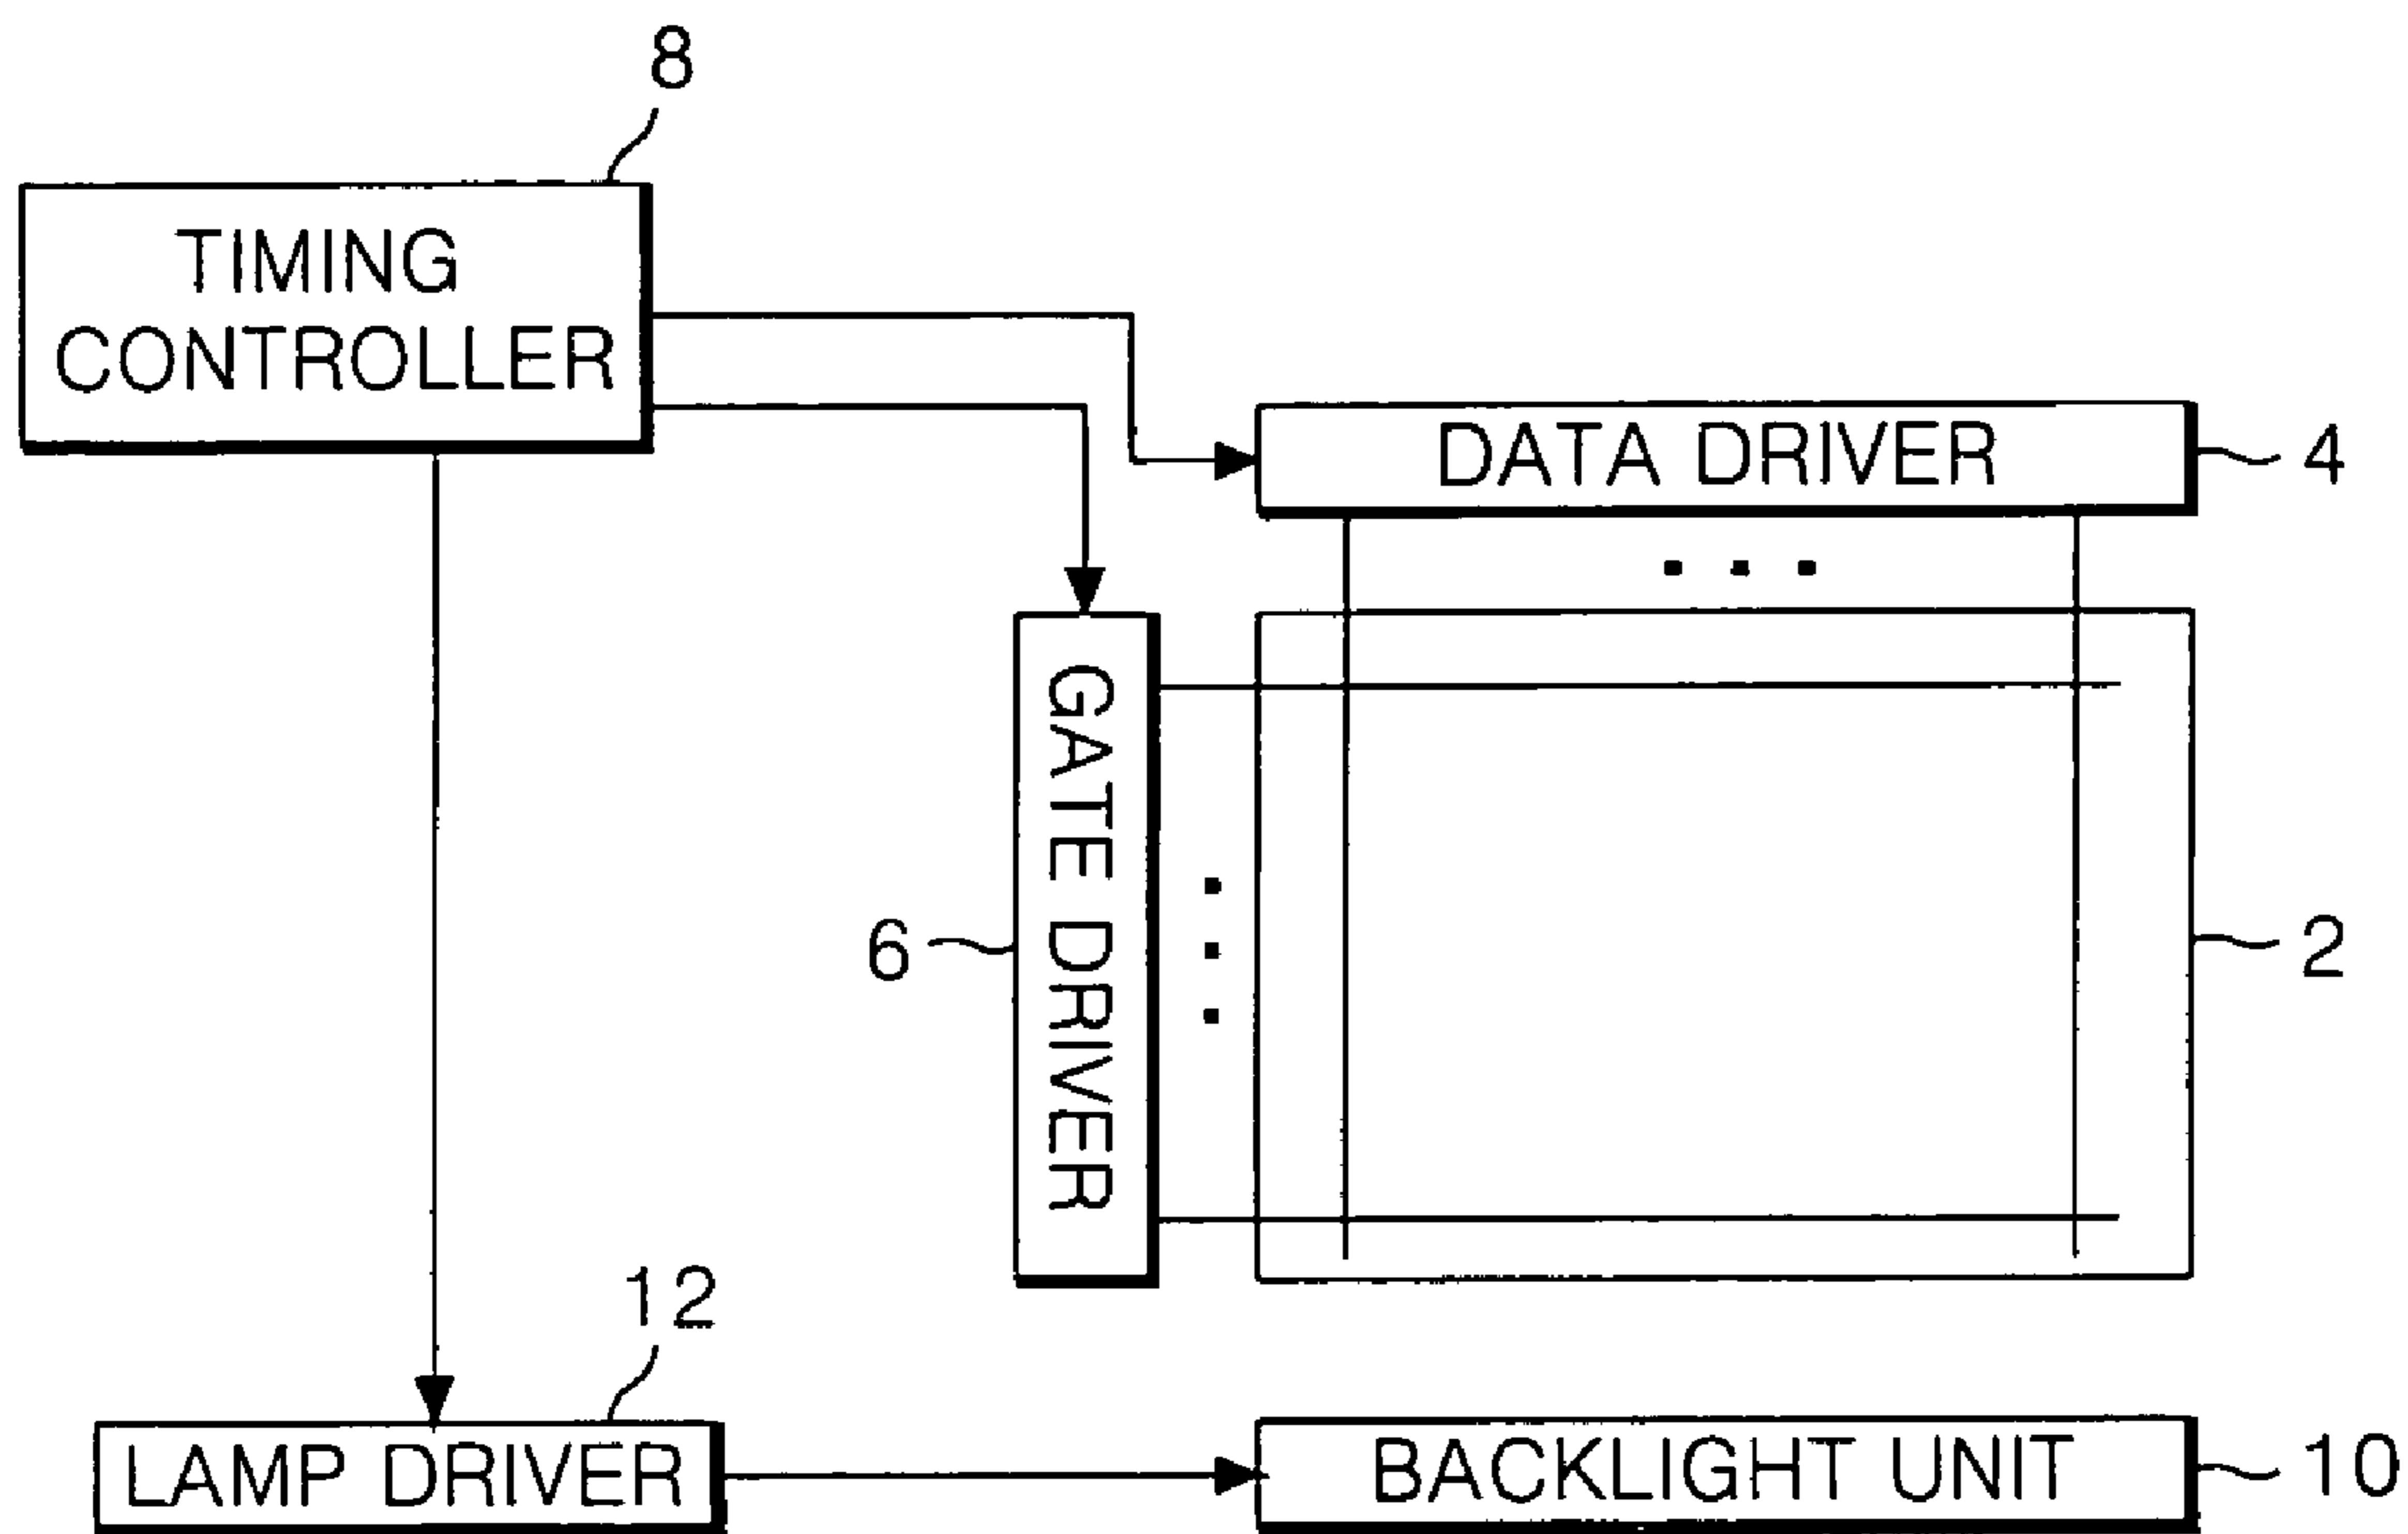 8
TIMING
CONTROLLER
DATA DRIVER
4
GATE DRIVER
6
2
12
LAMP DRIVER
BACKLIGHT UNIT
10